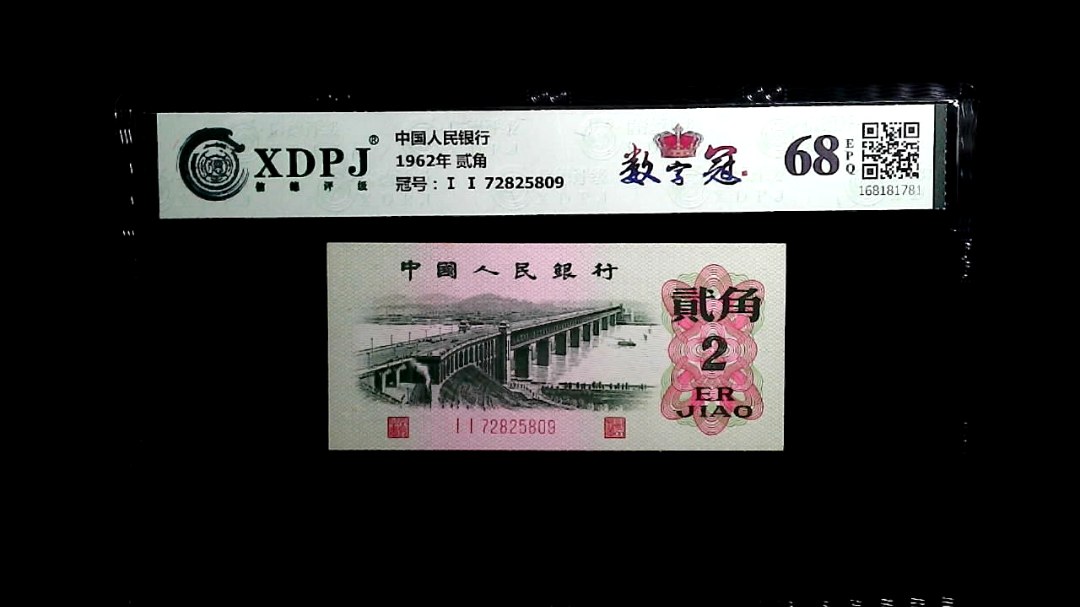 XDPJ®
信德评级
中国人民银行
1962年 贰角
冠号：I I 72825809
数字冠
68
EPQ
168181781
中國人民銀行
貳角
2
ER
JIAO
I I 72825809